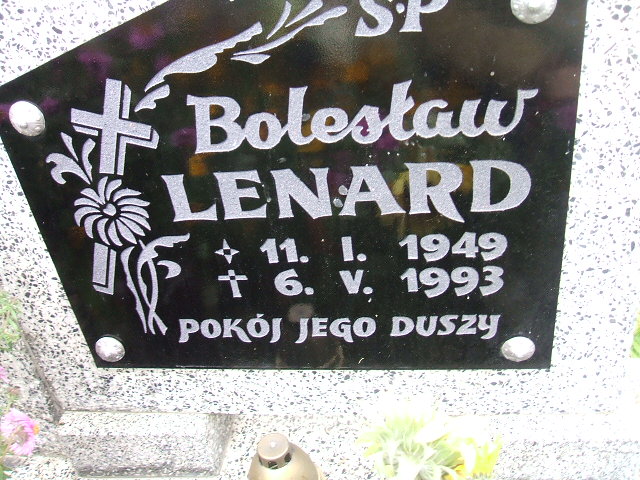 Ś.P
Bolesław
LENARD
11. I. 1949
6. V. 1993
POKÓJ JEGO DUSZY